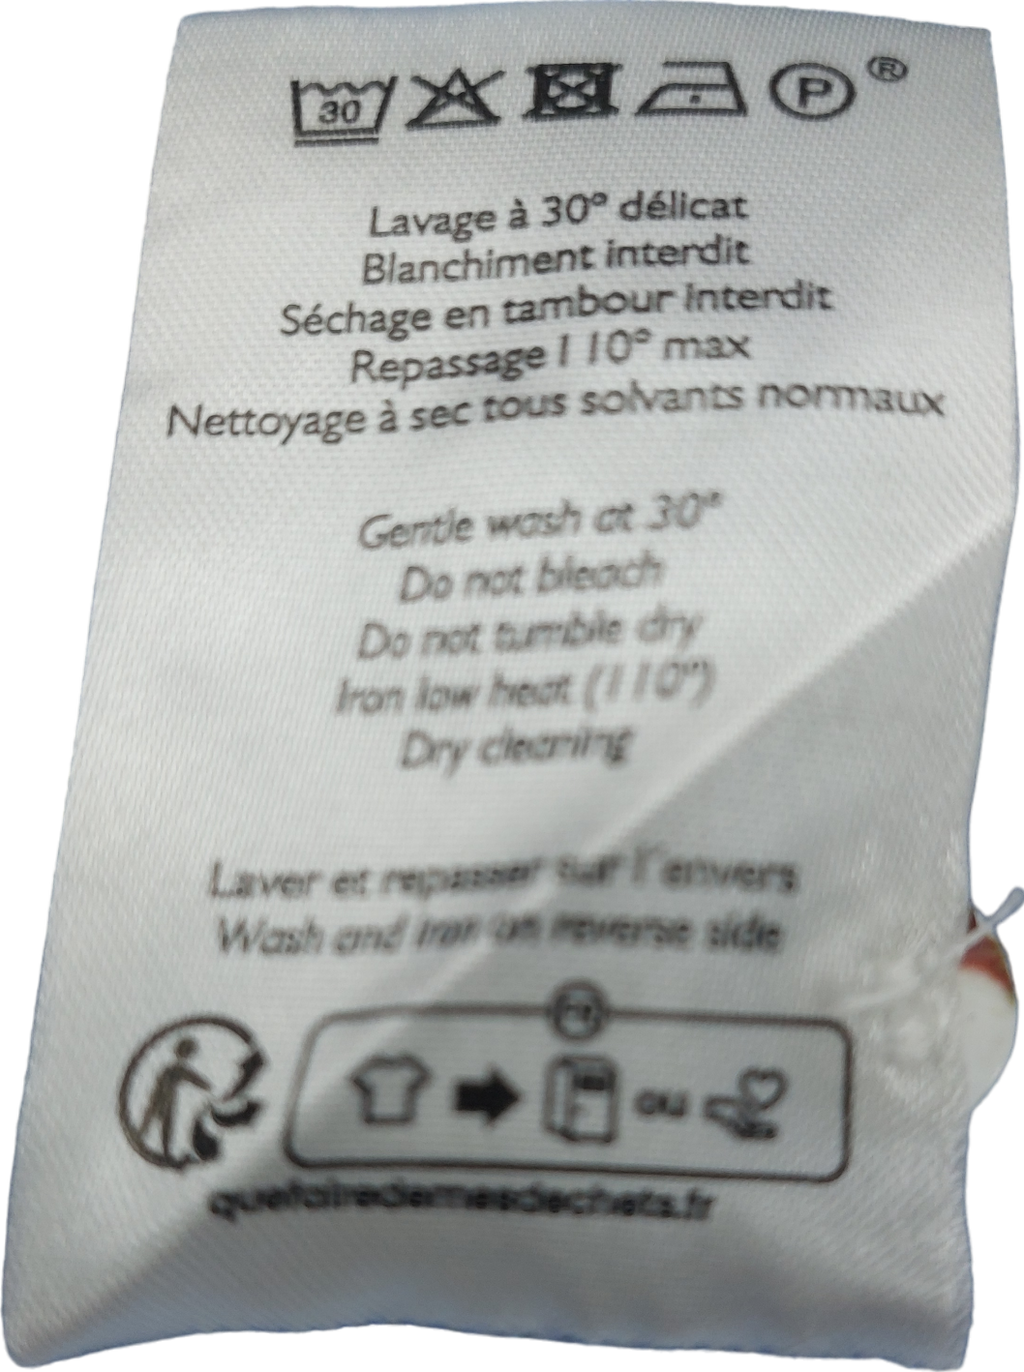 30 P ®
Lavage à 30° délicat
Blanchiment interdit
Séchage en tambour Interdit
Repassage 110° max
Nettoyage à sec tous solvants normaux
Gentle wash at 30°
Do not bleach
Do not tumble dry
Iron low heat (110°)
Dry cleaning
Laver et repasser sur l'envers
Wash and iron on reverse side
FR
ou
quefairedemesdechets.fr